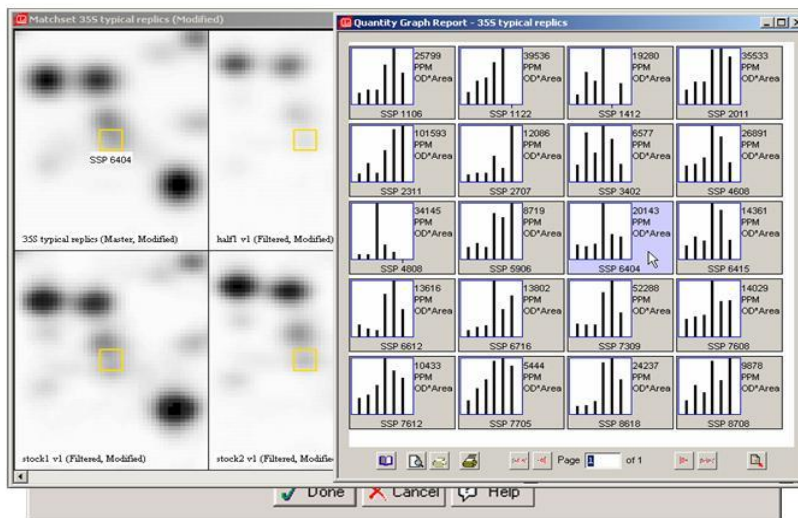 Matchset 35S typical replics (Modified)
SSP 6404
35S typical replics (Master, Modified)
half1 v1 (Filtered, Modified)
stock1 v1 (Filtered, Modified)
stock2 v1 (Filtered, Modifie
Quantity Graph Report - 35S typical replics
25799
PPM
OD*Area
SSP 1106
39536
PPM
OD*Area
SSP 1122
19280
PPM
OD*Area
SSP 1412
35533
PPM
OD*Area
SSP 2011
101593
PPM
OD*Area
SSP 2311
12086
PPM
OD*Area
SSP 2707
6577
PPM
OD*Area
SSP 3402
26891
PPM
OD*Area
SSP 4608
34145
PPM
OD*Area
SSP 4808
8719
PPM
OD*Area
SSP 5906
20143
PPM
OD*Area
SSP 6404
14361
PPM
OD*Area
SSP 6415
13616
PPM
OD*Area
SSP 6612
13802
PPM
OD*Area
SSP 6716
52288
PPM
OD*Area
SSP 7309
14029
PPM
OD*Area
SSP 7608
10433
PPM
OD*Area
SSP 7612
5444
PPM
OD*Area
SSP 7705
24237
PPM
OD*Area
SSP 8618
9878
PPM
OD*Area
SSP 8708
Page 1 of 1
Done Cancel Help